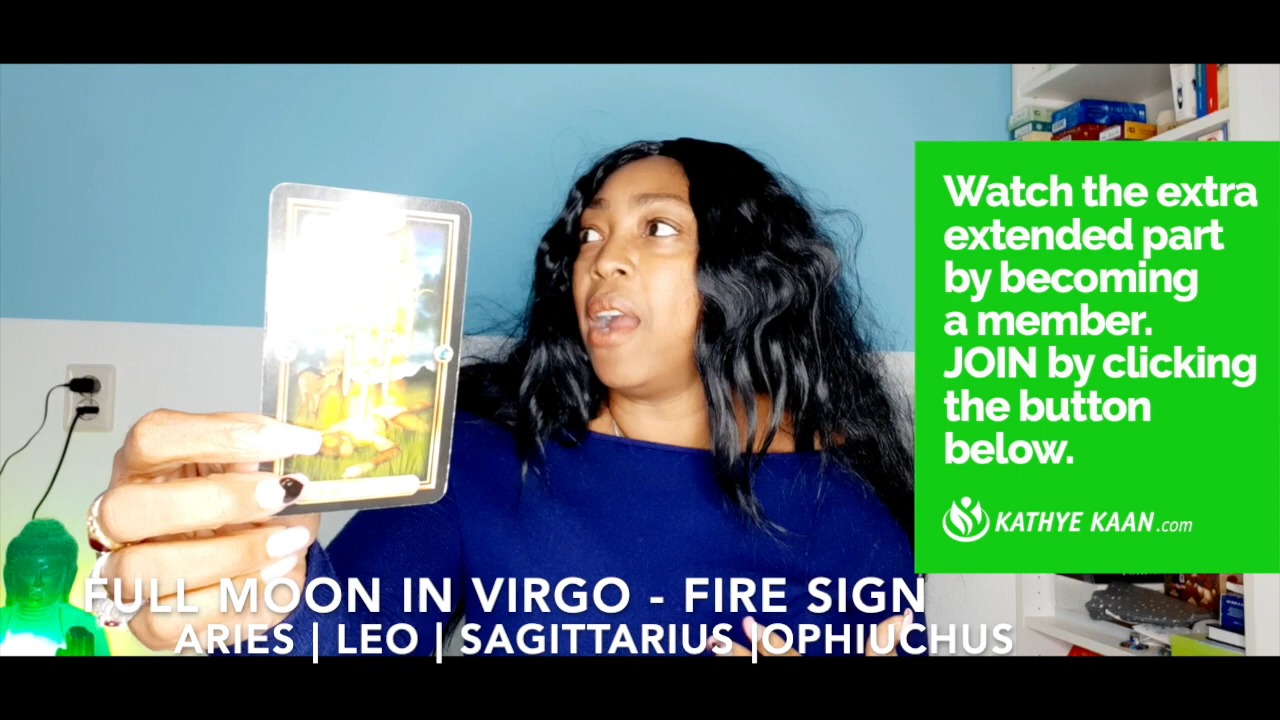 Watch the extra
extended part
by becoming
a member.
JOIN by clicking
the button
below.
KATHYE KAAN.com
FULL MOON IN VIRGO - FIRE SIGN
ARIES | LEO | SAGITTARIUS |OPHIUCHUS